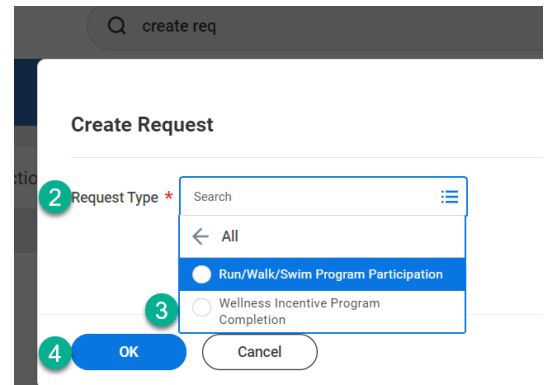 create req
Create Request
ctio
2 Request Type * Search
← All
Run/Walk/Swim Program Participation
3 Wellness Incentive Program
Completion
4 OK Cancel